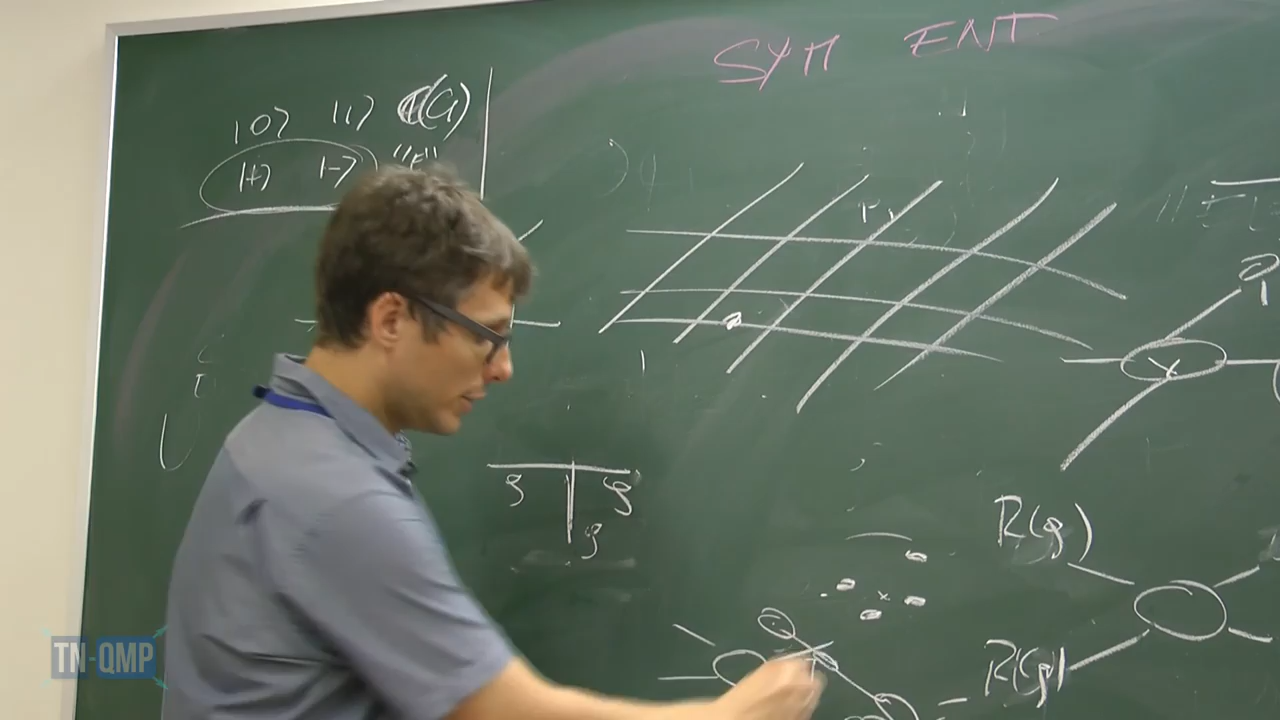 SYM ENT
|0> |1> (G)
|+> |->
g g
g
R(g)
R(g)
TN-QMP